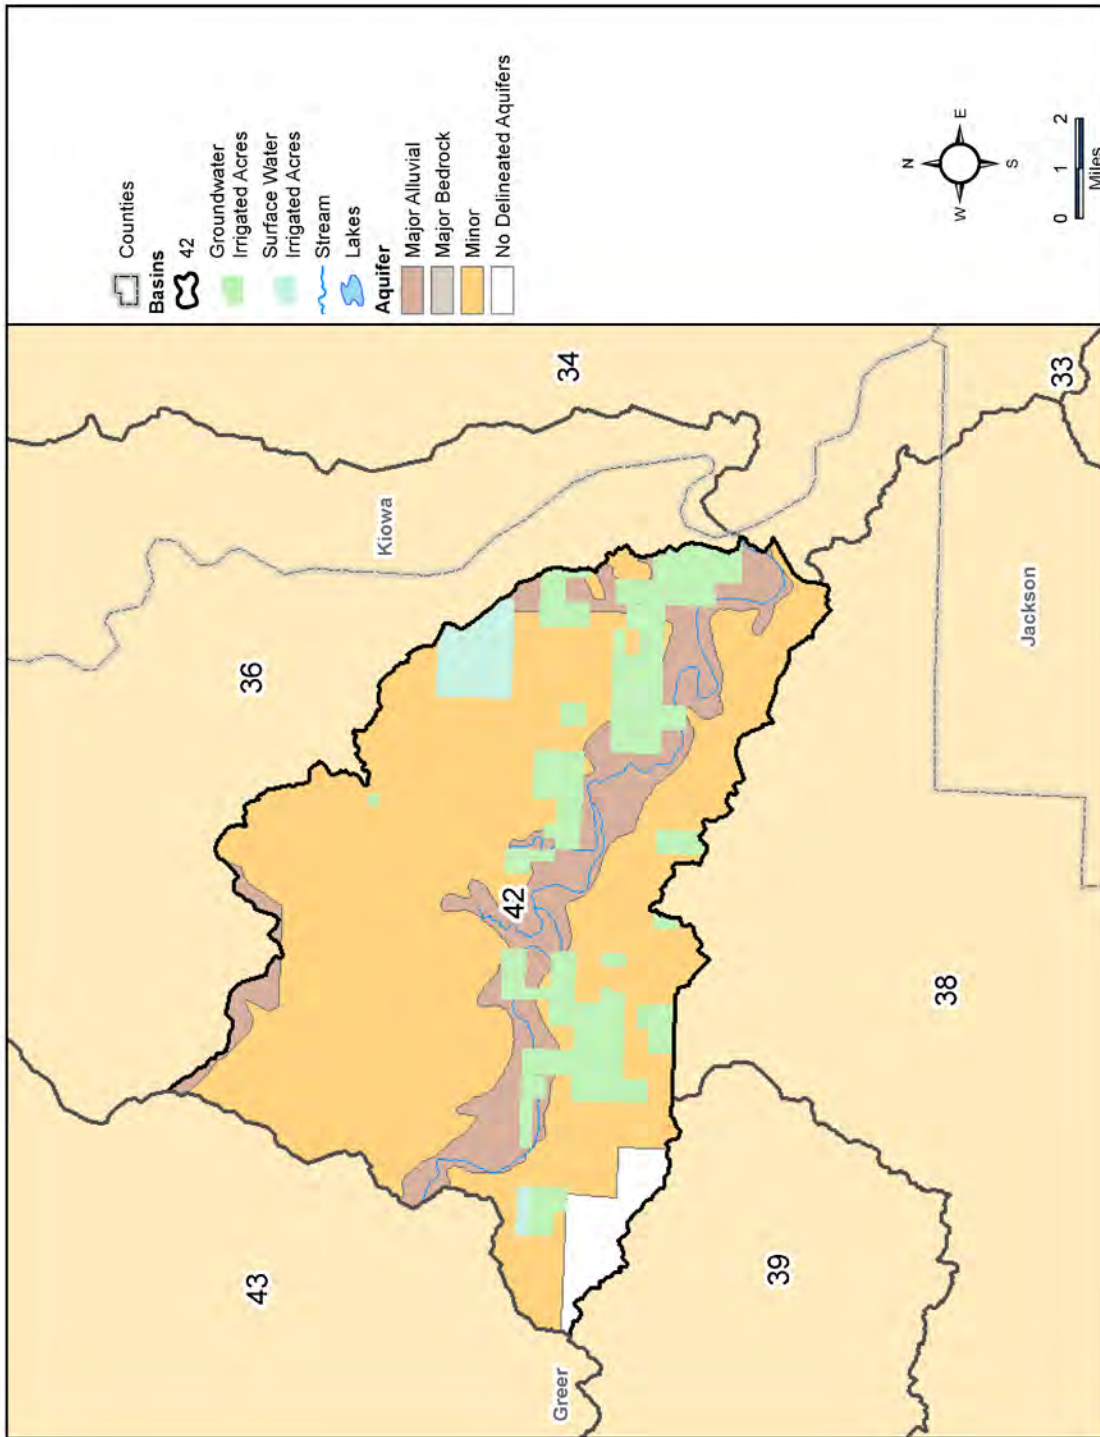 Counties
Basins
42
Groundwater
Irrigated Acres
Surface Water
Irrigated Acres
Stream
Lakes
Aquifer
Major Alluvial
Major Bedrock
Minor
No Delineated Aquifers
N
W
E
S
0 1 2
Miles
36
Kiowa
34
43
42
33
Greer
39
38
Jackson